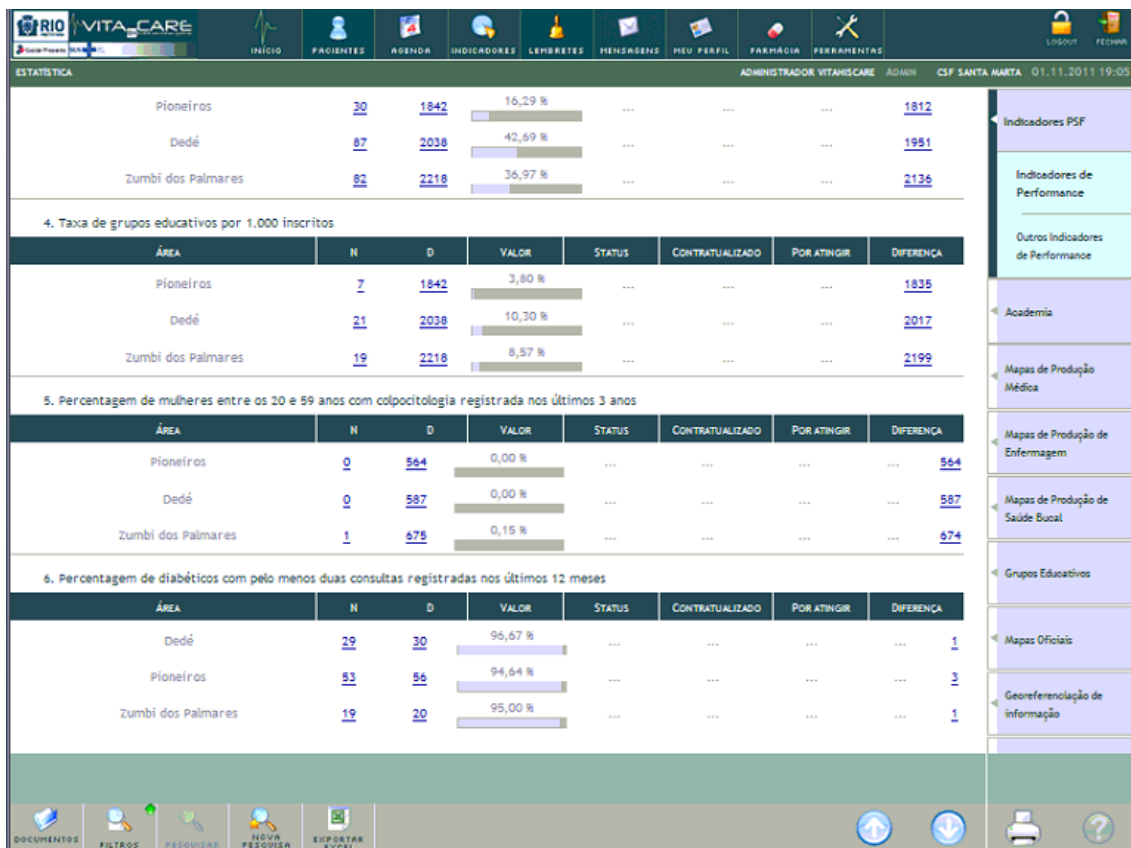 RIO VITA_CARE
INÍCIO PACIENTES AGENDA INDICADORES LEMBRETES MENSAGENS MEU PERFIL FARMÁCIA FERRAMENTAS LOGOUT FECHAR
ESTATÍSTICA ADMINISTRADOR VITAHISCARE ADMIN CSF SANTA MARTA 01.11.2011 19:05
Pioneiros 30 1842 16,29 % ... ... ... 1812
Dedé 87 2038 42,69 % ... ... ... 1951
Zumbi dos Palmares 82 2218 36,97 % ... ... ... 2136
4. Taxa de grupos educativos por 1.000 inscritos
ÁREA N D VALOR STATUS CONTRATUALIZADO POR ATINGIR DIFERENÇA
Pioneiros 7 1842 3,80 % ... ... ... 1835
Dedé 21 2038 10,30 % ... ... ... 2017
Zumbi dos Palmares 19 2218 8,57 % ... ... ... 2199
5. Percentagem de mulheres entre os 20 e 59 anos com colpocitologia registrada nos últimos 3 anos
ÁREA N D VALOR STATUS CONTRATUALIZADO POR ATINGIR DIFERENÇA
Pioneiros 0 564 0,00 % ... ... ... ... 564
Dedé 0 587 0,00 % ... ... ... ... 587
Zumbi dos Palmares 1 675 0,15 % ... ... ... ... 674
6. Percentagem de diabéticos com pelo menos duas consultas registradas nos últimos 12 meses
ÁREA N D VALOR STATUS CONTRATUALIZADO POR ATINGIR DIFERENÇA
Dedé 29 30 96,67 % ... ... ... ... 1
Pioneiros 53 56 94,64 % ... ... ... ... 3
Zumbi dos Palmares 19 20 95,00 % ... ... ... ... 1
Indicadores PSF
Indicadores de
Performance
Outros Indicadores
de Performance
Academia
Mapas de Produção
Médica
Mapas de Produção de
Enfermagem
Mapas de Produção de
Saúde Bucal
Grupos Educativos
Mapas Oficiais
Georeferenciação de
informação
DOCUMENTOS FILTROS PESQUISAR NOVA PESQUISA EXPORTAR EXCEL